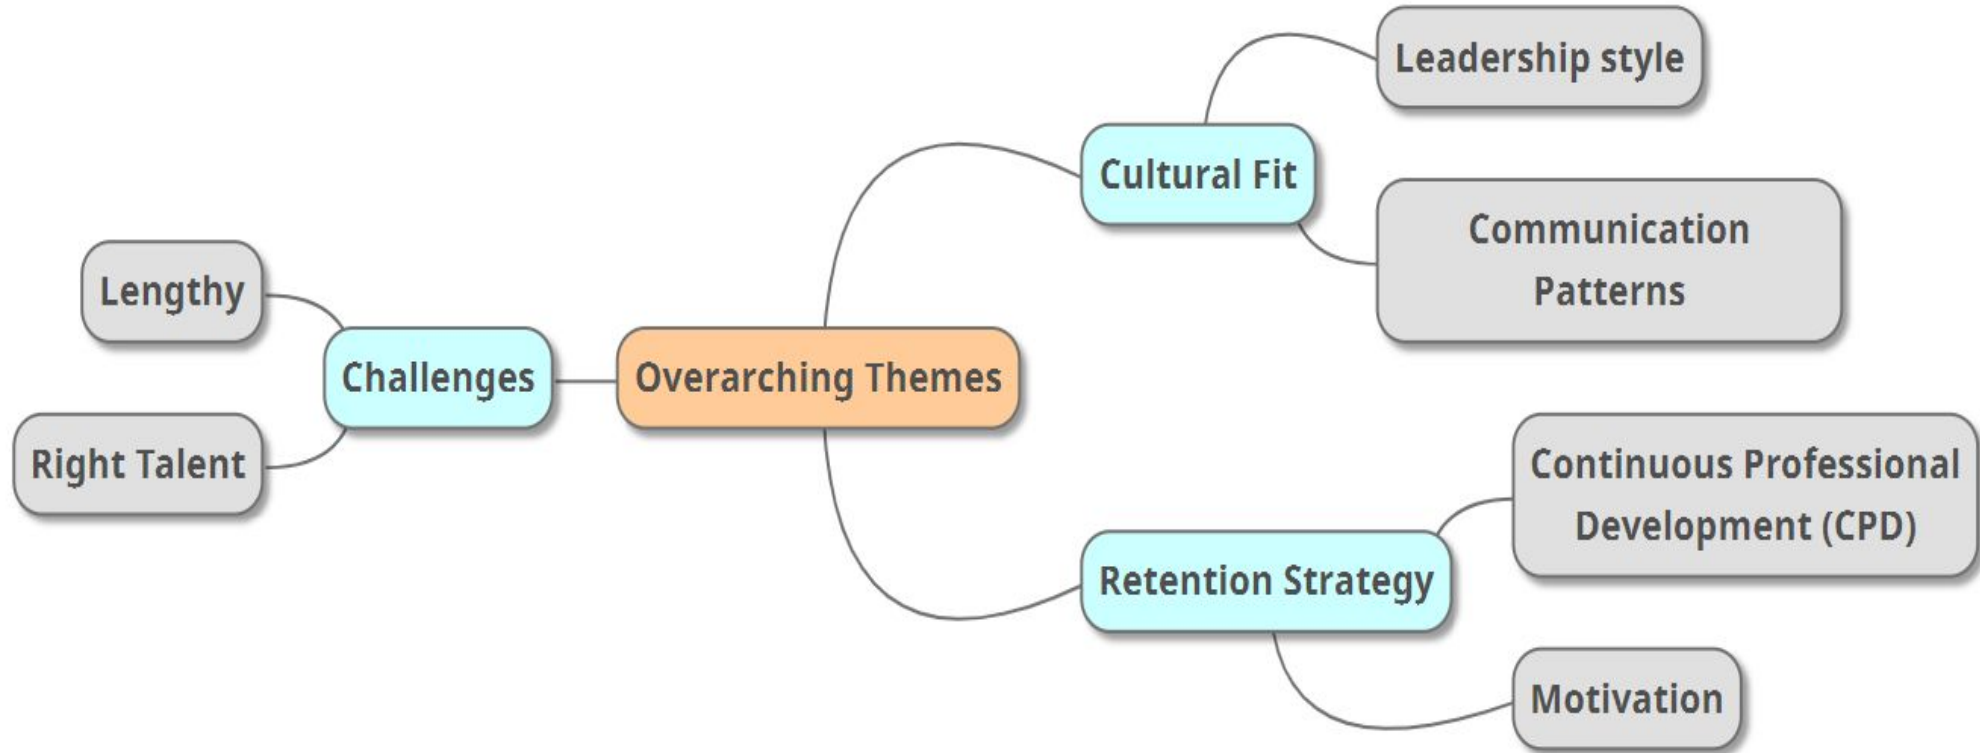 Leadership style
Cultural Fit
Communication
Patterns
Lengthy
Challenges
Overarching Themes
Right Talent
Continuous Professional
Development (CPD)
Retention Strategy
Motivation